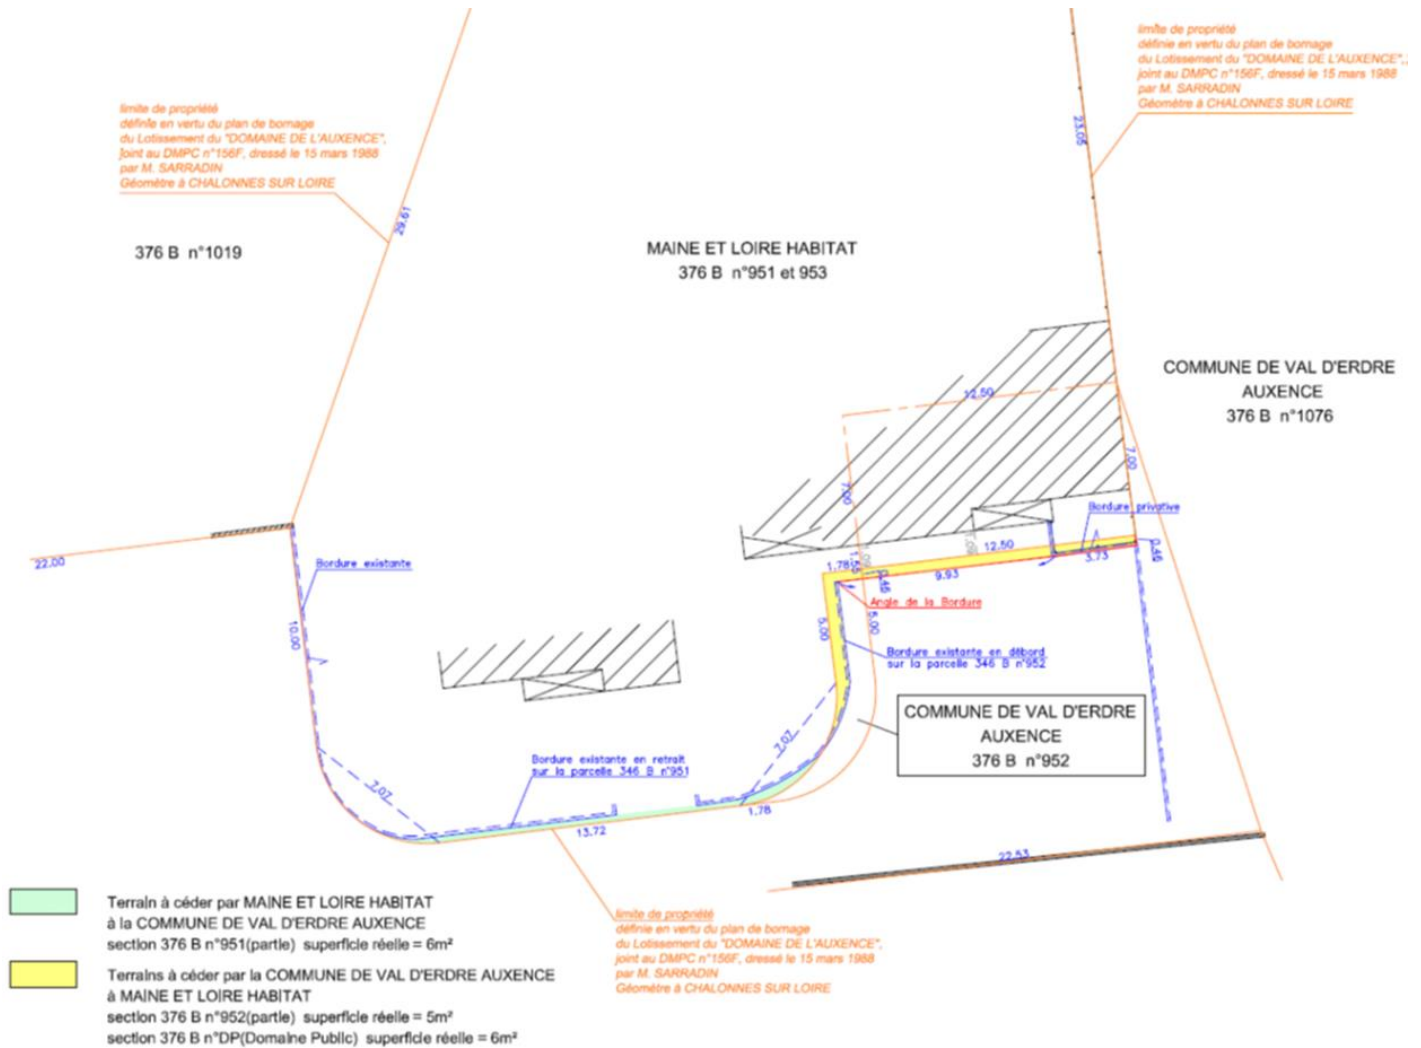 limite de propriété
définie en vertu du plan de bornage
du Lotissement du "DOMAINE DE L'AUXENCE",
joint au DMPC n°156F, dressé le 15 mars 1988
par M. SARRADIN
Géomètre à CHALONNES SUR LOIRE
limite de propriété
définie en vertu du plan de bornage
du Lotissement du "DOMAINE DE L'AUXENCE",
joint au DMPC n°156F, dressé le 15 mars 1988
par M. SARRADIN
Géomètre à CHALONNES SUR LOIRE
23.05
29.61
376 B n°1019
MAINE ET LOIRE HABITAT
376 B n°951 et 953
COMMUNE DE VAL D'ERDRE
AUXENCE
376 B n°1076
12.50
7.00
7.00
Bordure privative
22.00
Bordure existante
12.50
0.46
1.78
9.93
3.73
0.46
Angle de la Bordure
10.00
5.00
5.00
Bordure existante en débord
sur la parcelle 346 B n°952
COMMUNE DE VAL D'ERDRE
AUXENCE
376 B n°952
7.07
7.07
Bordure existante en retrait
sur la parcelle 346 B n°951
13.72
1.78
22.53
Terrain à céder par MAINE ET LOIRE HABITAT
à la COMMUNE DE VAL D'ERDRE AUXENCE
section 376 B n°951(partie) superficie réelle = 6m²
Terrains à céder par la COMMUNE DE VAL D'ERDRE AUXENCE
à MAINE ET LOIRE HABITAT
section 376 B n°952(partie) superficie réelle = 5m²
section 376 B n°DP(Domaine Public) superficie réelle = 6m²
limite de propriété
définie en vertu du plan de bornage
du Lotissement du "DOMAINE DE L'AUXENCE",
joint au DMPC n°156F, dressé le 15 mars 1988
par M. SARRADIN
Géomètre à CHALONNES SUR LOIRE